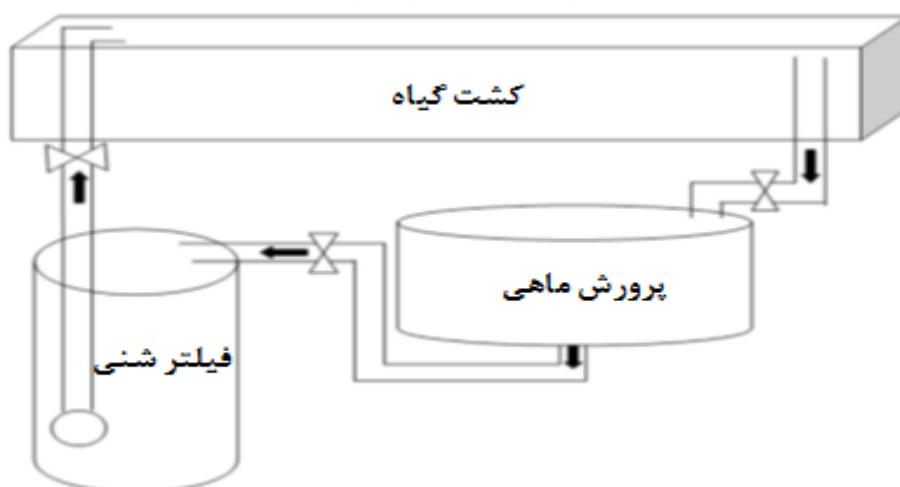 کشت گیاه
پرورش ماهی
فیلتر شنی